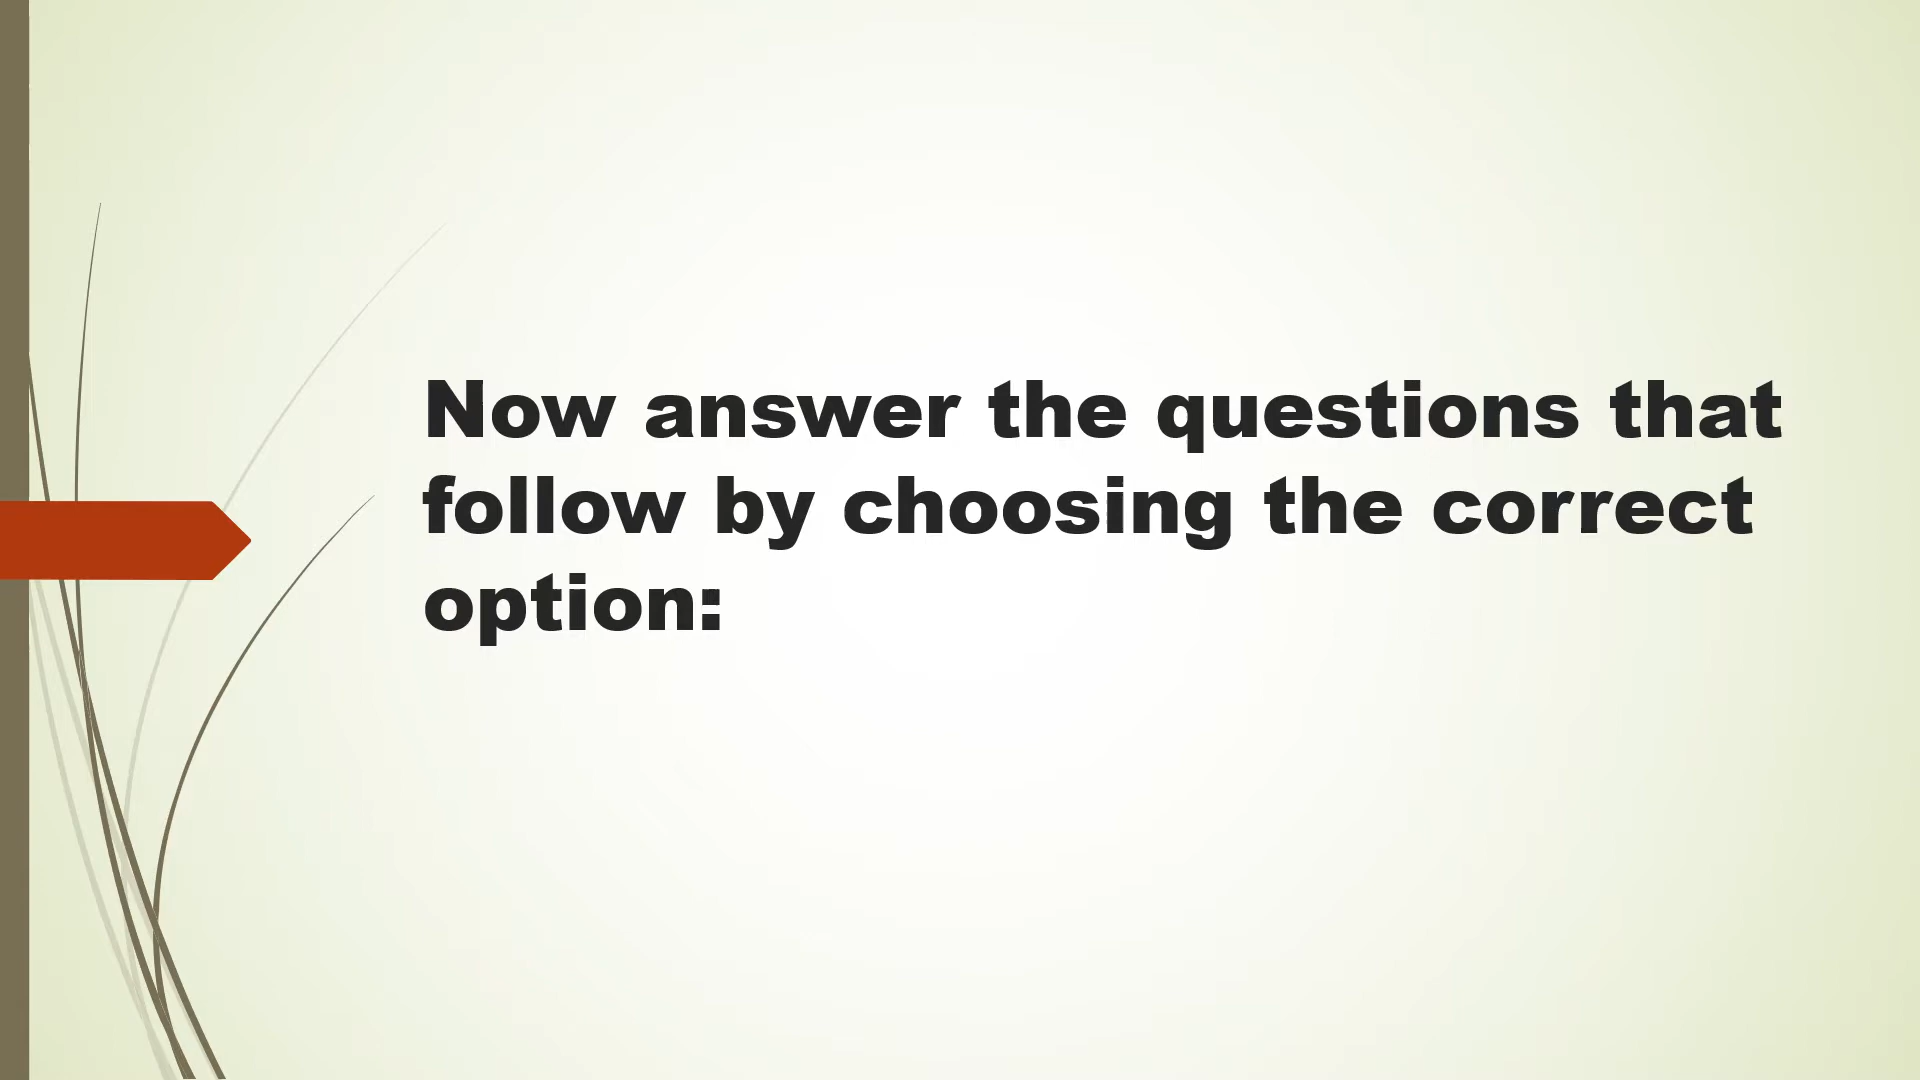 Now answer the questions that
follow by choosing the correct
option: